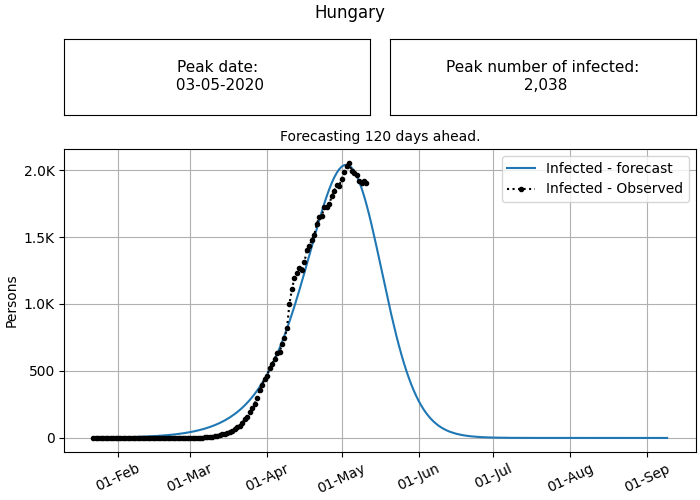 Hungary
Peak date:
03-05-2020
Peak number of infected:
2,038
Forecasting 120 days ahead.
Infected - forecast
Infected - Observed
Persons
2.0K
1.5K
1.0K
500
0
01-Feb
01-Mar
01-Apr
01-May
01-Jun
01-Jul
01-Aug
01-Sep